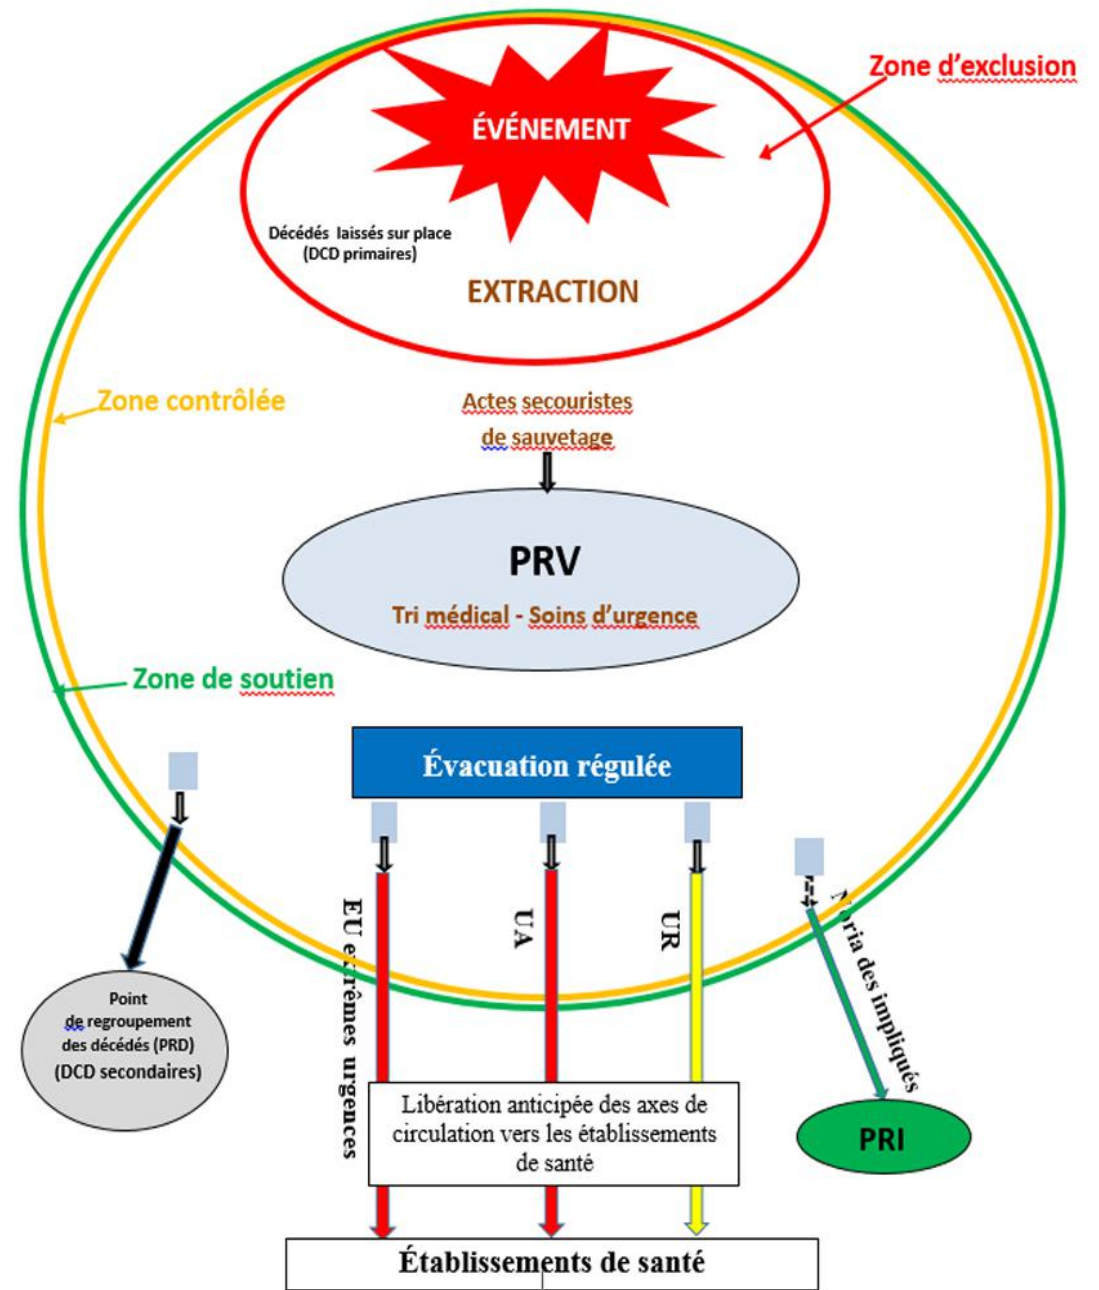 Zone d'exclusion
ÉVÉNEMENT
Décédés laissés sur place
(DCD primaires)
EXTRACTION
Zone contrôlée
Actes secouristes
de sauvetage
PRV
Tri médical - Soins d'urgence
Zone de soutien
Évacuation régulée
EU extrêmes urgences
UA
UR
Noria des impliqués
Point
de regroupement
des décédés (PRD)
(DCD secondaires)
Libération anticipée des axes de
circulation vers les établissements
de santé
PRI
Établissements de santé